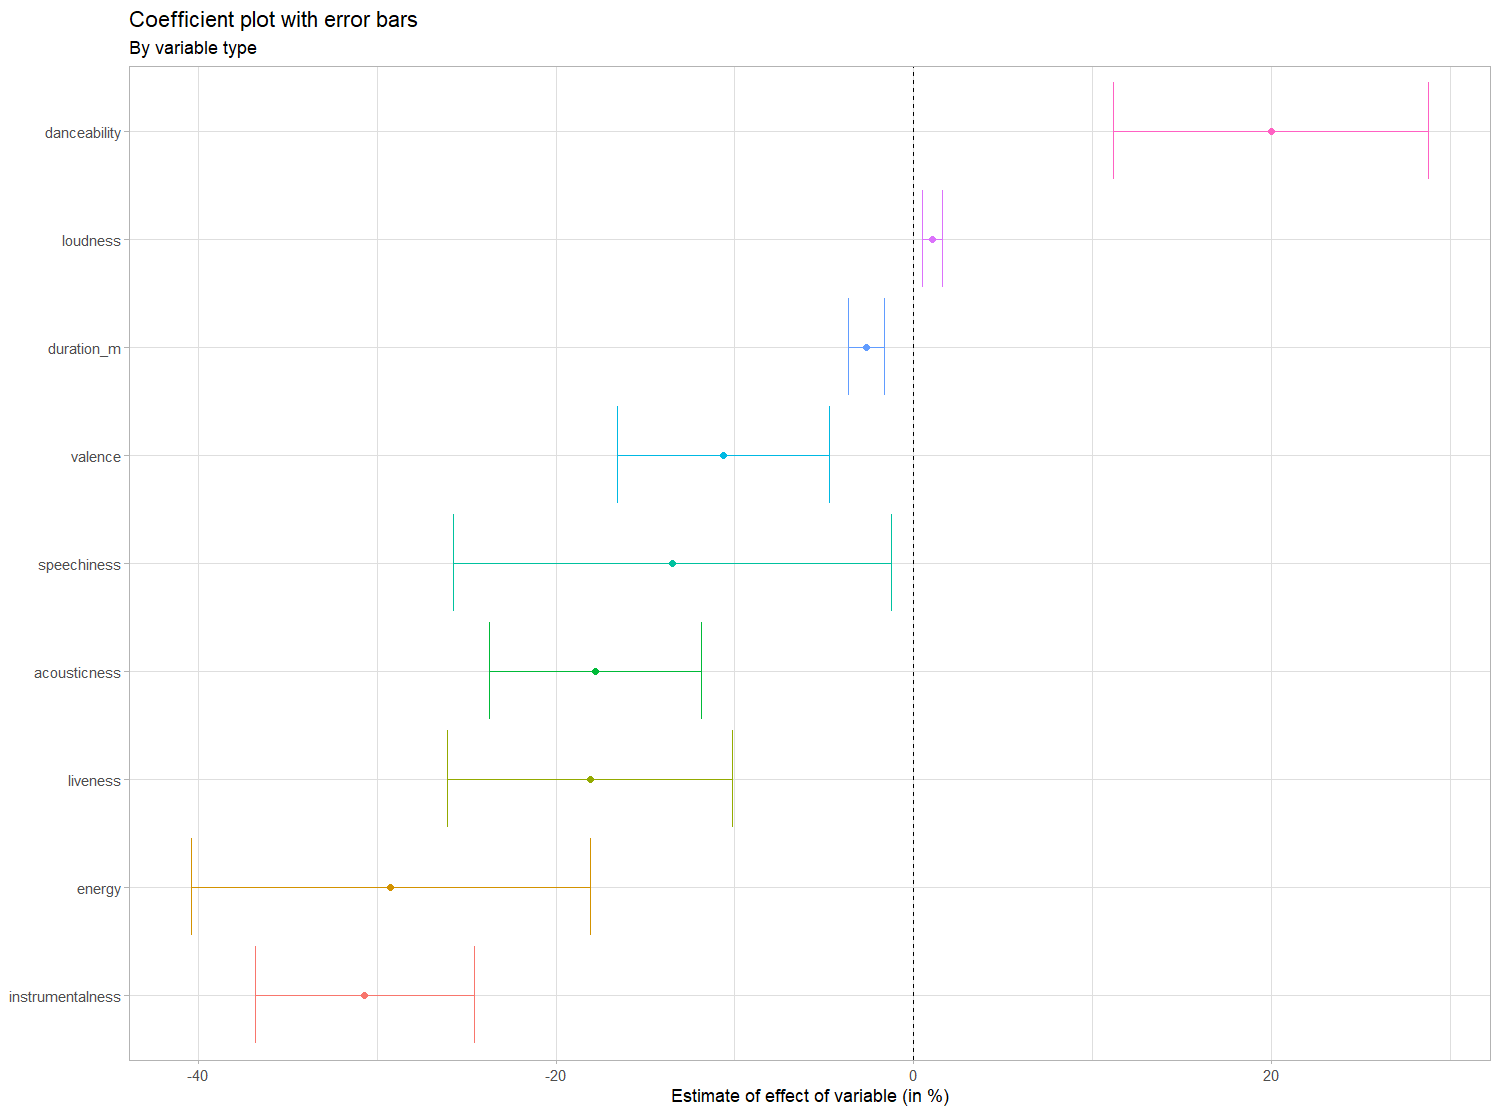 Coefficient plot with error bars
By variable type
danceability
loudness
duration_m
valence
speechiness
acousticness
liveness
energy
instrumentalness
-40 -20 0 20
Estimate of effect of variable (in %)